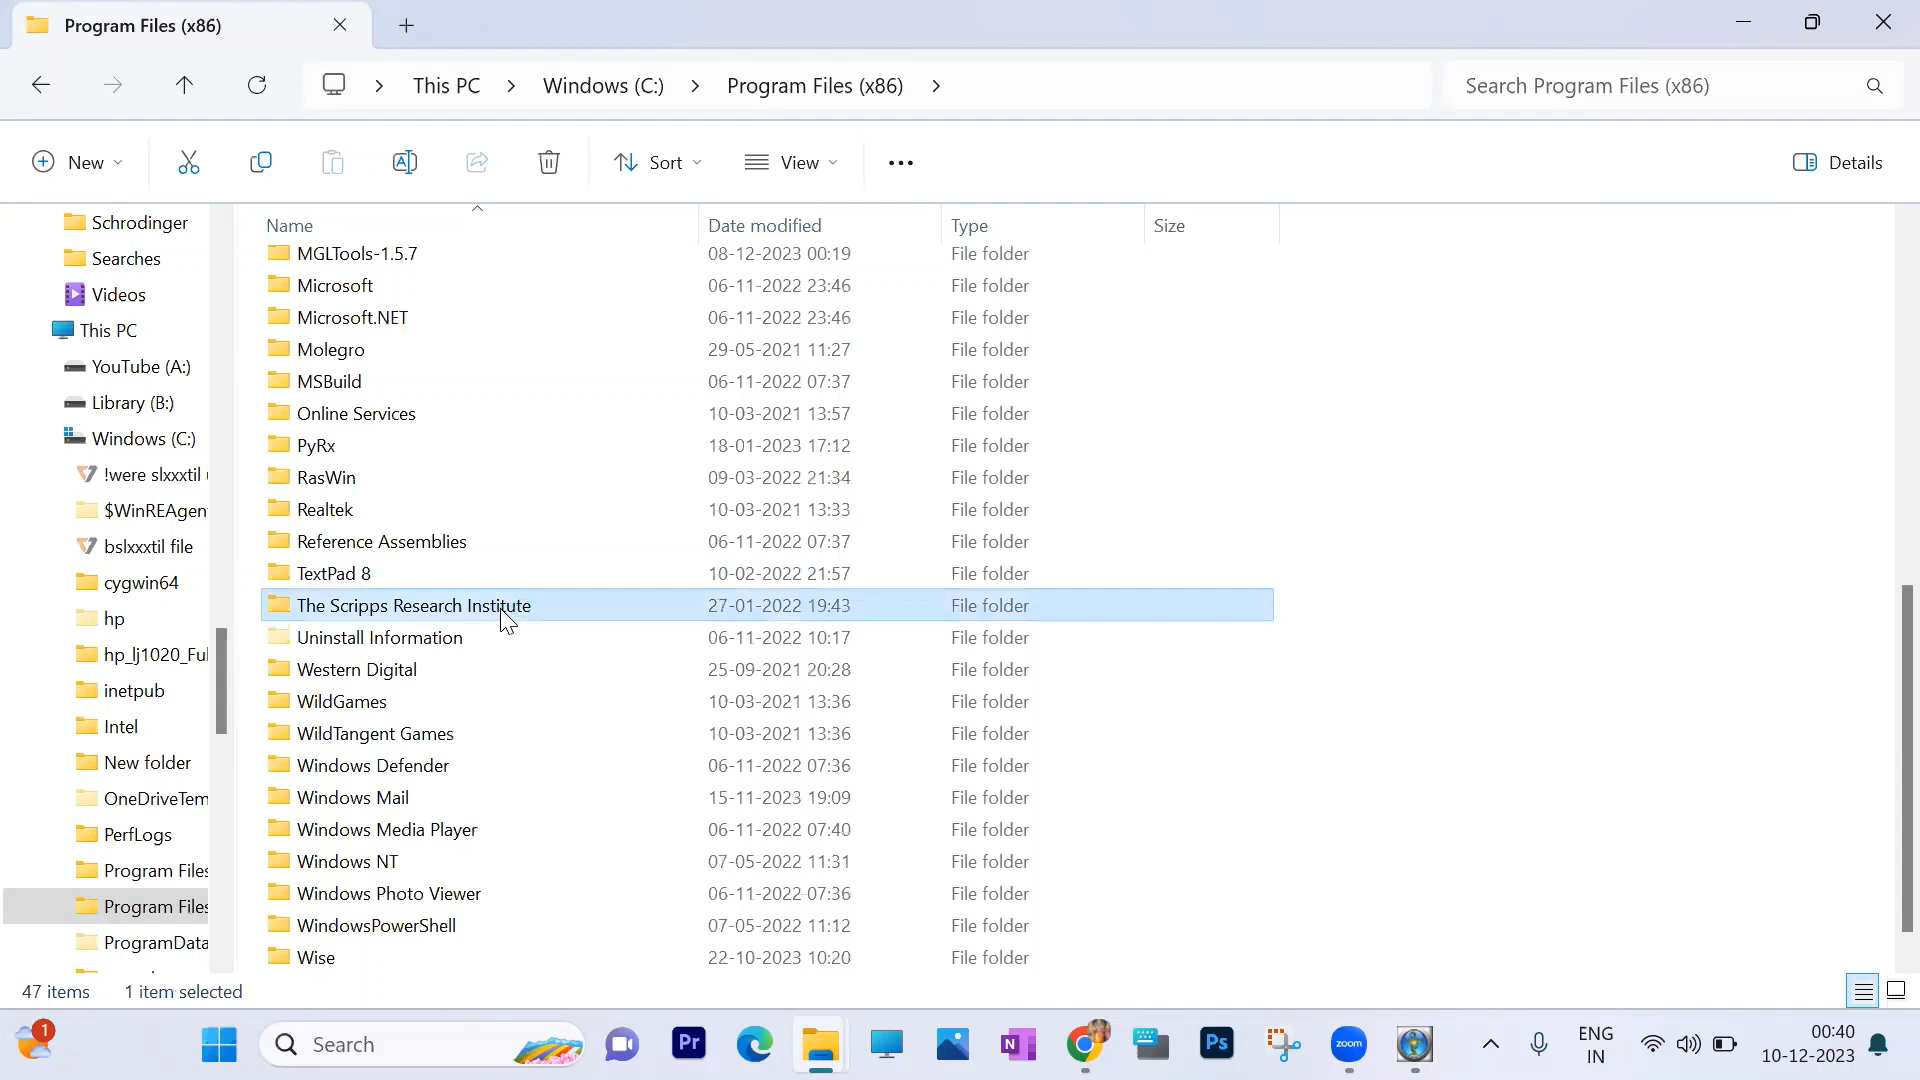 Program Files (x86)
This PC > Windows (C:) > Program Files (x86) >
Search Program Files (x86)
New
Sort
View
Details
Schrodinger
Searches
Videos
This PC
YouTube (A:)
Library (B:)
Windows (C:)
!were slxxxtil
$WinREAgen
bslxxxtil file
cygwin64
hp
hp_lj1020_Ful
inetpub
Intel
New folder
OneDriveTem
PerfLogs
Program Files
Program Files
ProgramData
Name Date modified Type Size
MGLTools-1.5.7 08-12-2023 00:19 File folder
Microsoft 06-11-2022 23:46 File folder
Microsoft.NET 06-11-2022 23:46 File folder
Molegro 29-05-2021 11:27 File folder
MSBuild 06-11-2022 07:37 File folder
Online Services 10-03-2021 13:57 File folder
PyRx 18-01-2023 17:12 File folder
RasWin 09-03-2022 21:34 File folder
Realtek 10-03-2021 13:33 File folder
Reference Assemblies 06-11-2022 07:37 File folder
TextPad 8 10-02-2022 21:57 File folder
The Scripps Research Institute 27-01-2022 19:43 File folder
Uninstall Information 06-11-2022 10:17 File folder
Western Digital 25-09-2021 20:28 File folder
WildGames 10-03-2021 13:36 File folder
WildTangent Games 10-03-2021 13:36 File folder
Windows Defender 06-11-2022 07:36 File folder
Windows Mail 15-11-2023 19:09 File folder
Windows Media Player 06-11-2022 07:40 File folder
Windows NT 07-05-2022 11:31 File folder
Windows Photo Viewer 06-11-2022 07:36 File folder
WindowsPowerShell 07-05-2022 11:12 File folder
Wise 22-10-2023 10:20 File folder
47 items 1 item selected
1
Search
Pr
N
Ps
zoom
ENG
IN
00:40
10-12-2023